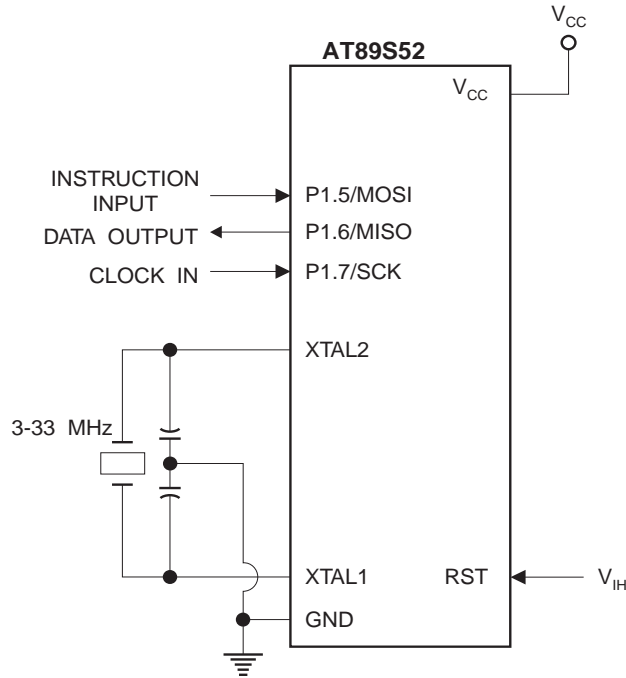 V_CC
AT89S52
V_CC
INSTRUCTION
INPUT
P1.5/MOSI
DATA OUTPUT
P1.6/MISO
CLOCK IN
P1.7/SCK
XTAL2
3-33 MHz
XTAL1
RST
V_IH
GND